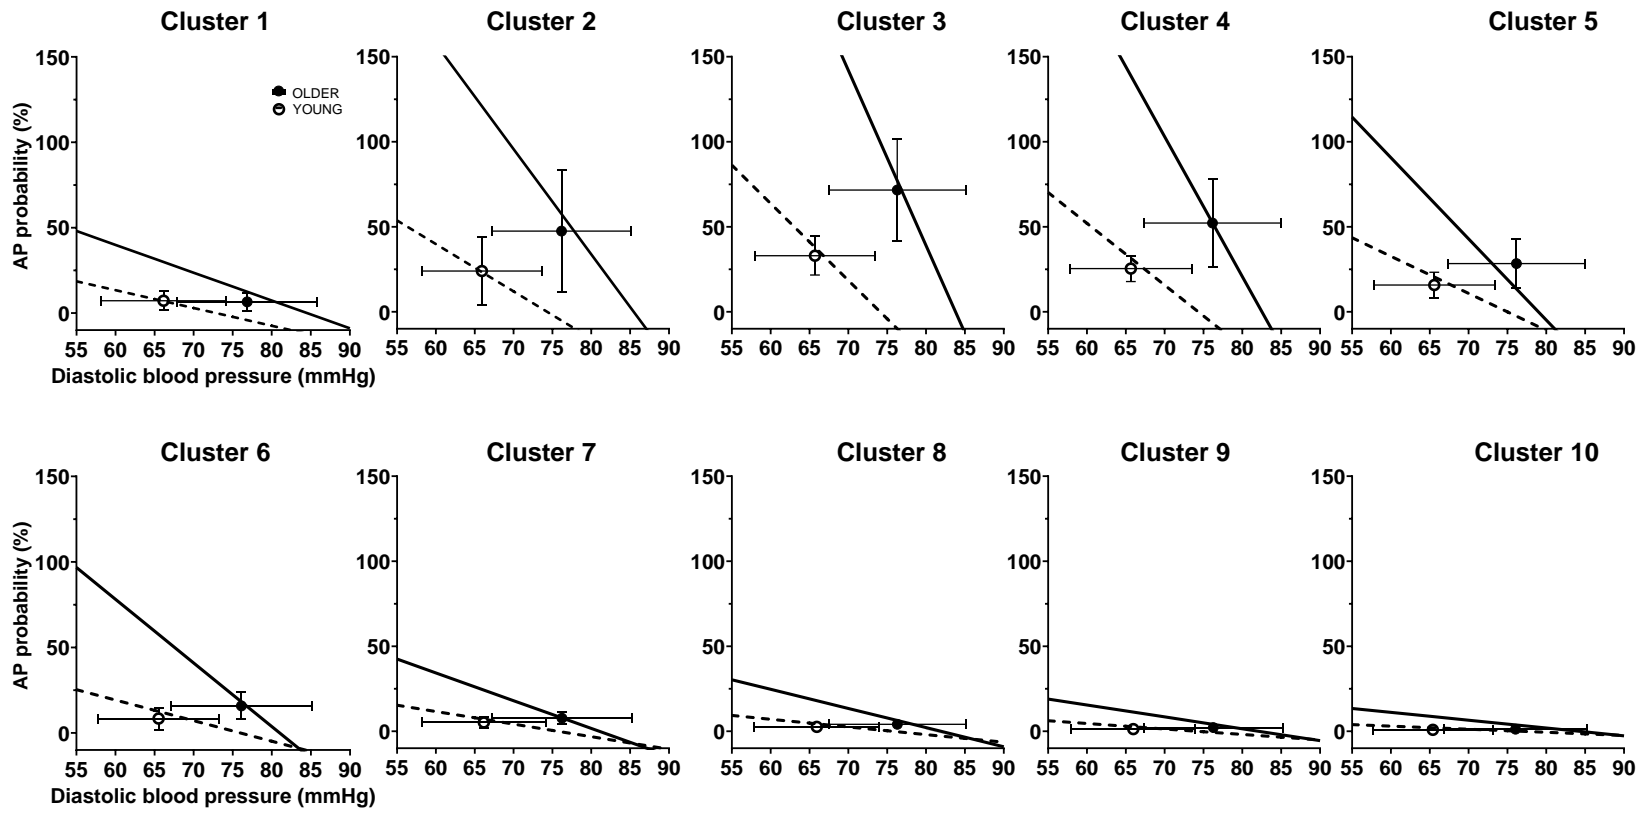 Cluster 1 Cluster 2 Cluster 3 Cluster 4 Cluster 5
150 150 150 150 150
OLDER
YOUNG
100 100 100 100 100
AP probability (%)
50 50 50 50 50
0 0 0 0 0
55 60 65 70 75 80 85 90 55 60 65 70 75 80 85 90 55 60 65 70 75 80 85 90 55 60 65 70 75 80 85 90 55 60 65 70 75 80 85 90
Diastolic blood pressure (mmHg)
Cluster 6 Cluster 7 Cluster 8 Cluster 9 Cluster 10
150 150 150 150 150
100 100 100 100 100
AP probability (%)
50 50 50 50 50
0 0 0 0 0
55 60 65 70 75 80 85 90 55 60 65 70 75 80 85 90 55 60 65 70 75 80 85 90 55 60 65 70 75 80 85 90 55 60 65 70 75 80 85 90
Diastolic blood pressure (mmHg)